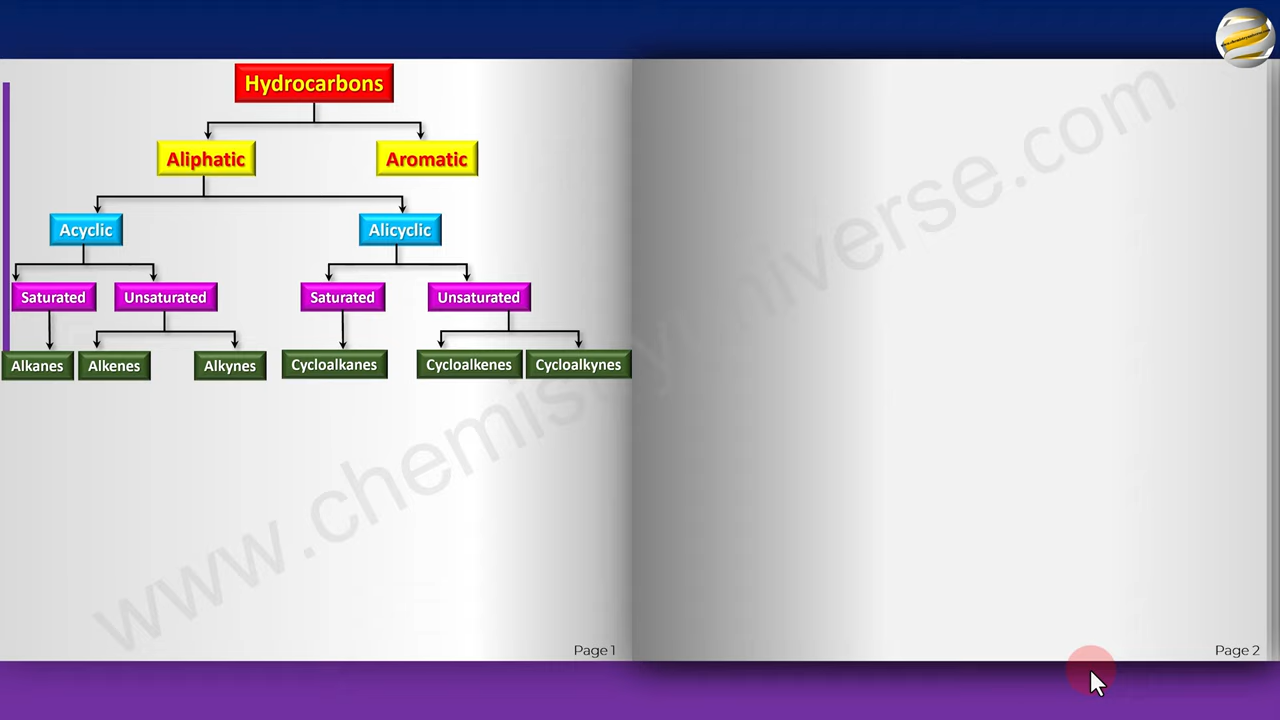 Hydrocarbons
Aliphatic Aromatic
Acyclic Alicyclic
Saturated Unsaturated Saturated Unsaturated
Alkanes Alkenes Alkynes Cycloalkanes Cycloalkenes Cycloalkynes
www.chemistryuniverse.com
Page 1 Page 2